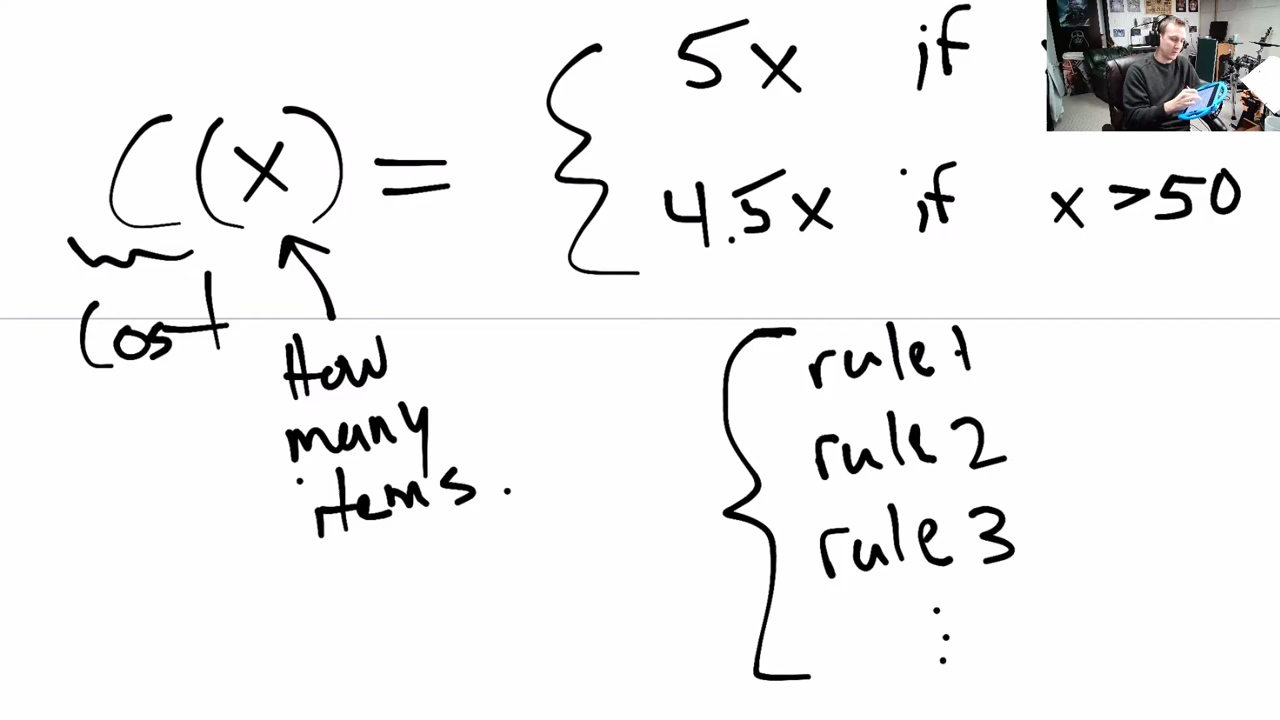 C(x) = { 5x if
4.5x if x > 50
Cost
How
many
items.
{ rule 1
rule 2
rule 3
⋮